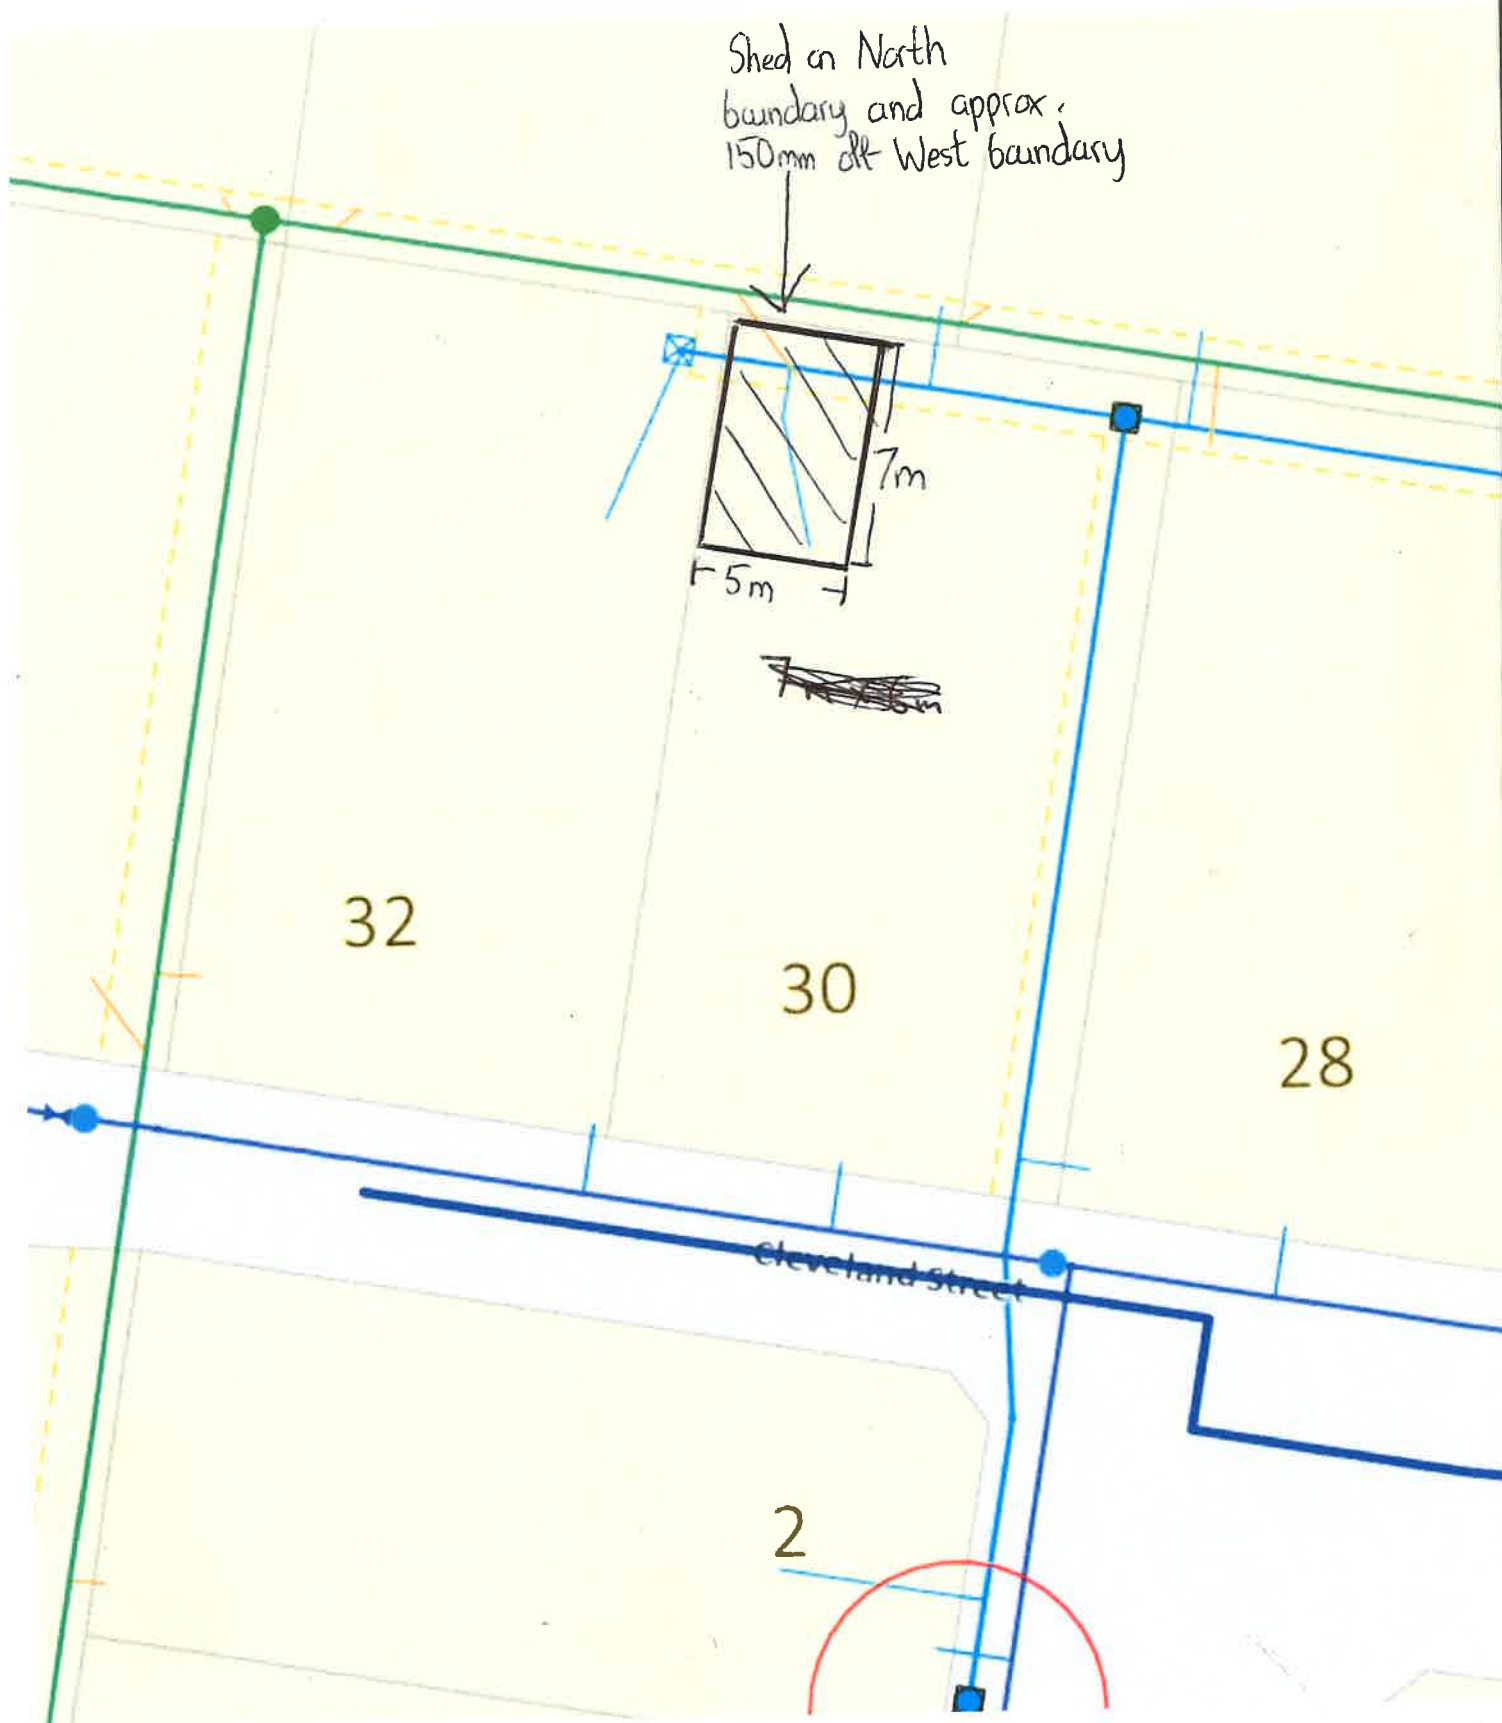 Shed on North
boundary and approx.
150mm off West boundary
7m
5m
32
30
28
Cleveland Street
2